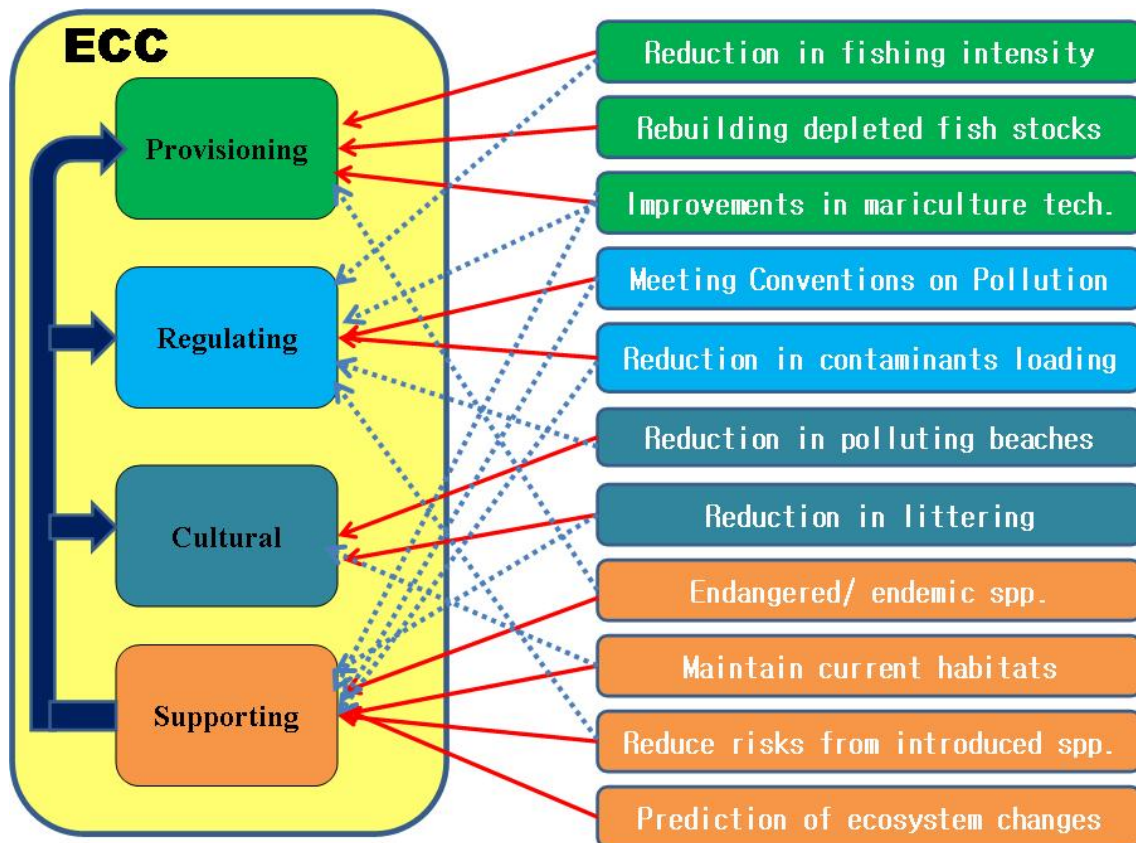 ECC
Provisioning
Regulating
Cultural
Supporting
Reduction in fishing intensity
Rebuilding depleted fish stocks
Improvements in mariculture tech.
Meeting Conventions on Pollution
Reduction in contaminants loading
Reduction in polluting beaches
Reduction in littering
Endangered/ endemic spp.
Maintain current habitats
Reduce risks from introduced spp.
Prediction of ecosystem changes